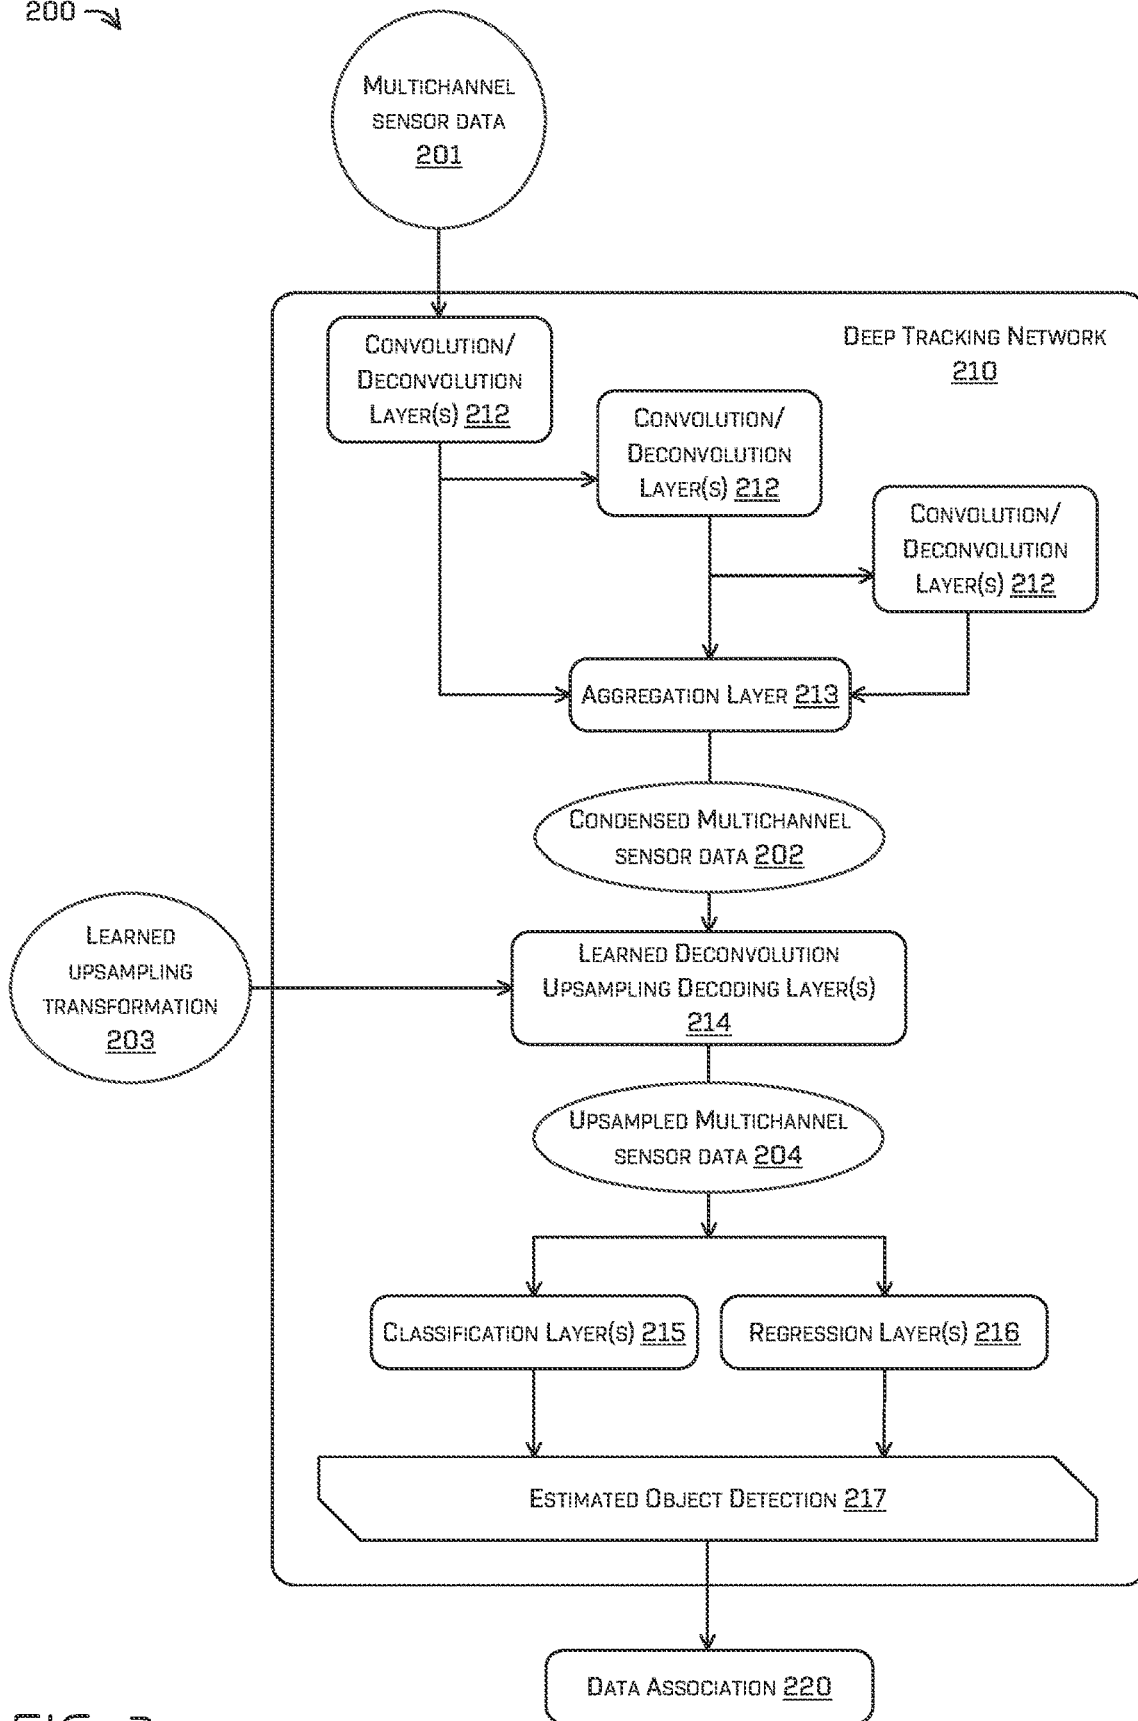 200
Multichannel
sensor data
201
Deep Tracking Network
210
Convolution/
Deconvolution
Layer(s) 212
Convolution/
Deconvolution
Layer(s) 212
Convolution/
Deconvolution
Layer(s) 212
Aggregation Layer 213
Condensed Multichannel
sensor data 202
Learned
upsampling
transformation
203
Learned Deconvolution
Upsampling Decoding Layer(s)
214
Upsampled Multichannel
sensor data 204
Classification Layer(s) 215
Regression Layer(s) 216
Estimated Object Detection 217
Data Association 220